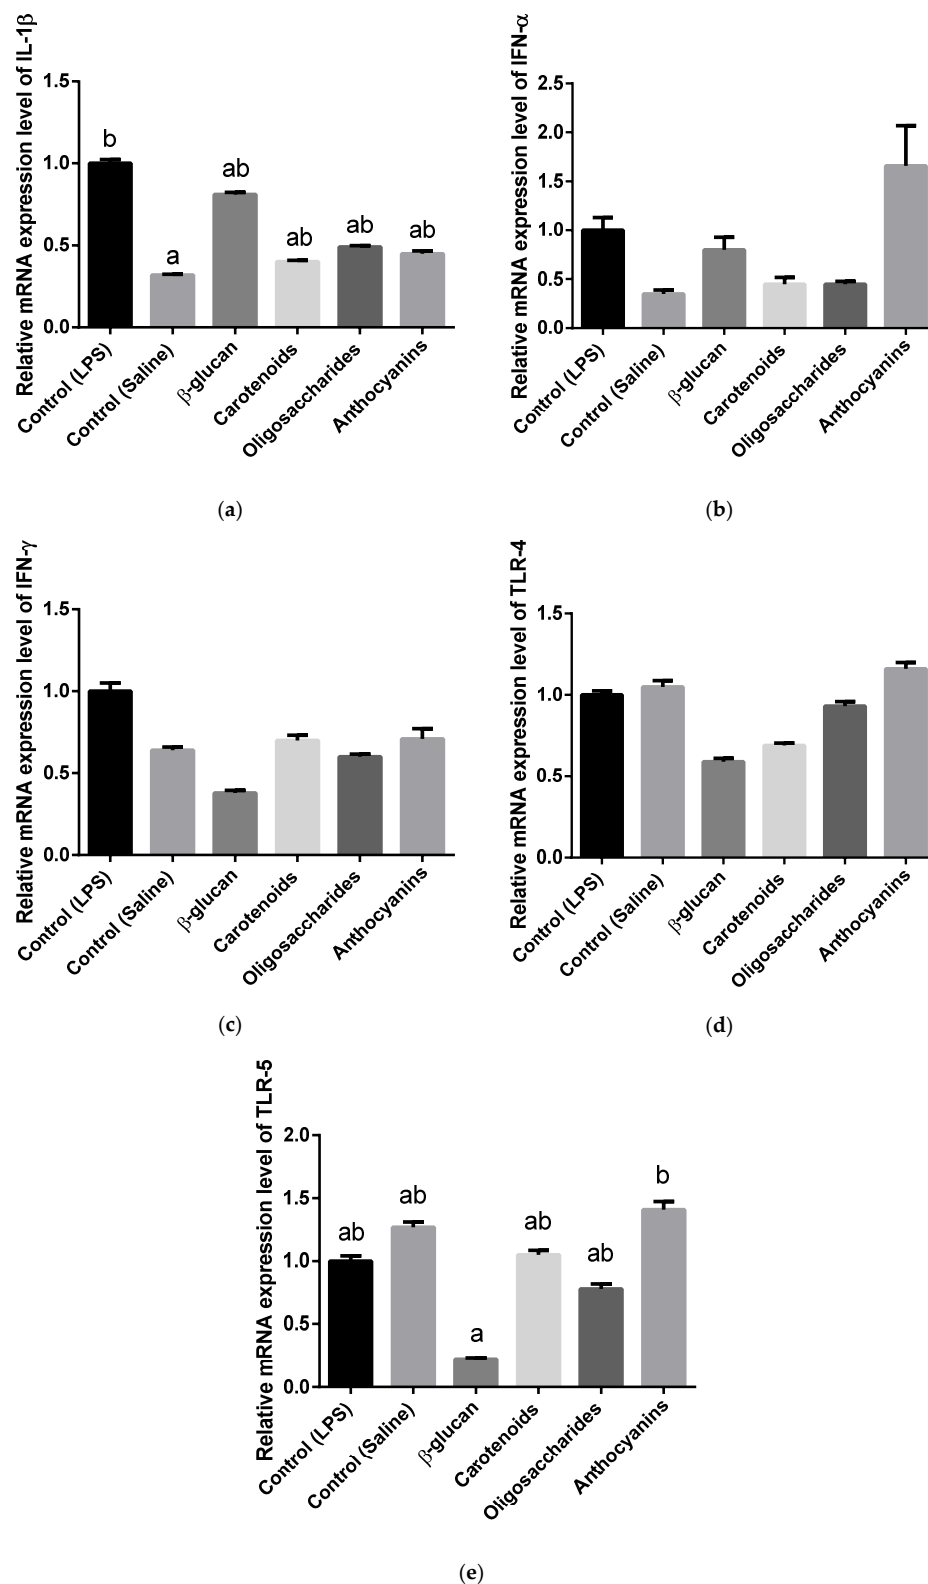 Relative mRNA expression level of IL-1β
1.5
1.0
0.5
0.0
b
a
ab
ab
ab
ab
Control (LPS)
Control (Saline)
β-glucan
Carotenoids
Oligosaccharides
Anthocyanins
(a)
Relative mRNA expression level of IFN-α
2.5
2.0
1.5
1.0
0.5
0.0
Control (LPS)
Control (Saline)
β-glucan
Carotenoids
Oligosaccharides
Anthocyanins
(b)
Relative mRNA expression level of IFN-γ
1.5
1.0
0.5
0.0
Control (LPS)
Control (Saline)
β-glucan
Carotenoids
Oligosaccharides
Anthocyanins
(c)
Relative mRNA expression level of TLR-4
1.5
1.0
0.5
0.0
Control (LPS)
Control (Saline)
β-glucan
Carotenoids
Oligosaccharides
Anthocyanins
(d)
Relative mRNA expression level of TLR-5
2.0
1.5
1.0
0.5
0.0
ab
ab
a
ab
ab
b
Control (LPS)
Control (Saline)
β-glucan
Carotenoids
Oligosaccharides
Anthocyanins
(e)